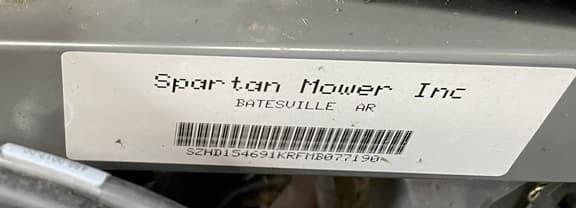 Spartan Mower Inc
BATESVILLE AR
SZHD154691KRFMB077190